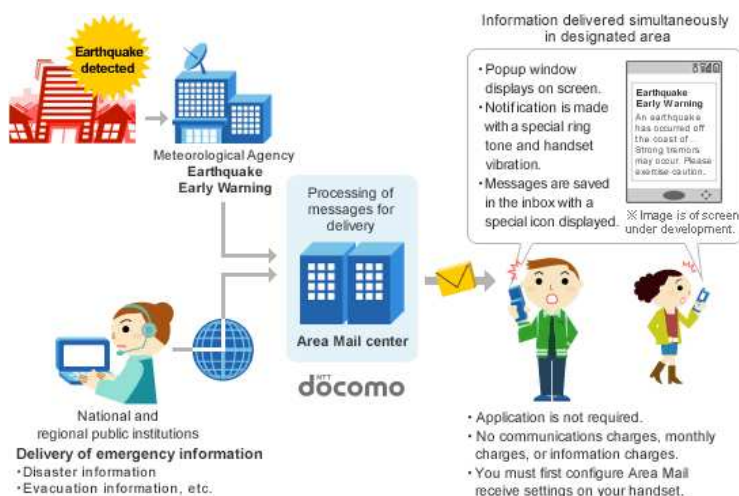 Earthquake
detected
Meteorological Agency
Earthquake
Early Warning
National and
regional public institutions
Delivery of emergency information
・Disaster information
・Evacuation information, etc.
Processing of
messages for
delivery
Area Mail center
NTT
döcomo
Information delivered simultaneously
in designated area
・Popup window
displays on screen.
・Notification is made
with a special ring
tone and handset
vibration.
・Messages are saved
in the inbox with a
special icon displayed.
Earthquake
Early Warning
An earthquake
has occurred off
the coast of .
Strong tremors
may occur. Please
exercise caution.
※ Image is of screen
under development.
・Application is not required.
・No communications charges, monthly
charges, or information charges.
・You must first configure Area Mail
receive settings on your handset.